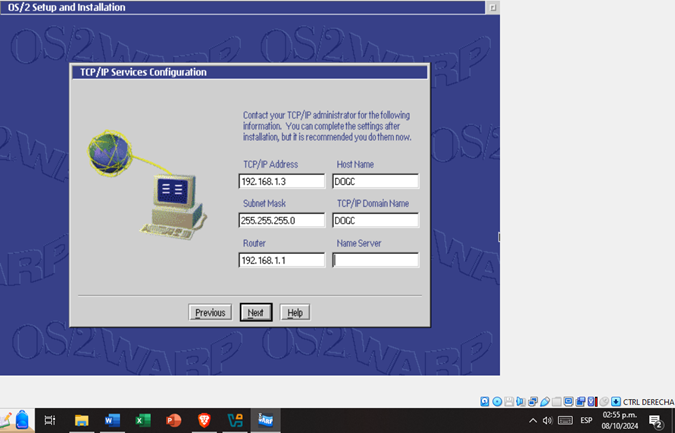 OS/2 Setup and Installation
OS2 WARP
TCP/IP Services Configuration
Contact your TCP/IP administrator for the following
information. You can complete the settings after
installation, but it is recommended you do them now.
TCP/IP Address Host Name
192.168.1.3 DOGC
Subnet Mask TCP/IP Domain Name
255.255.255.0 DOGC
Router Name Server
192.168.1.1
Previous Next Help
CTRL DERECHA
ESP
02:55 p.m.
08/10/2024
2